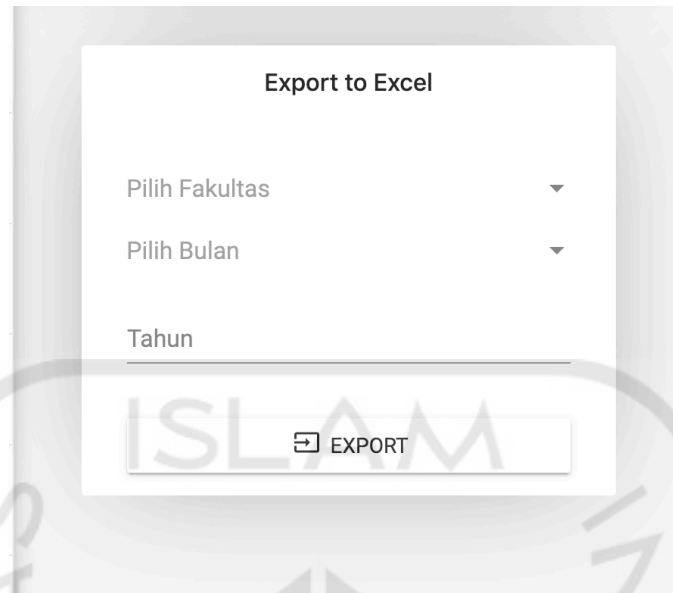 Export to Excel
Pilih Fakultas
Pilih Bulan
Tahun
ISLAM
EXPORT